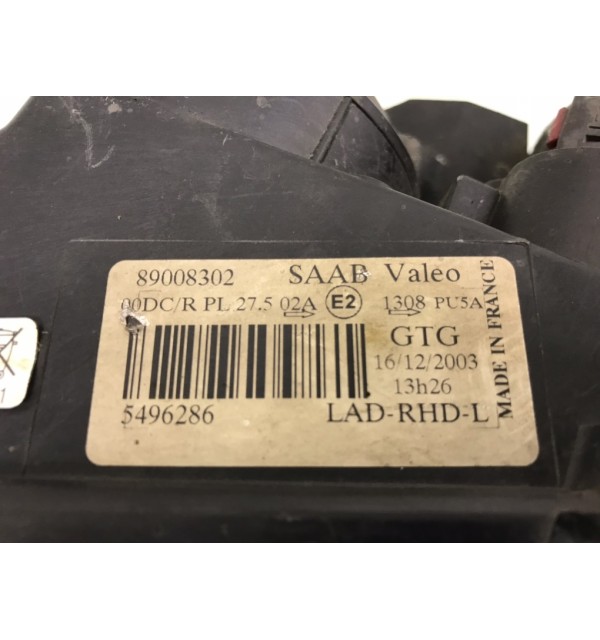 89008302 SAAB Valeo
00DC/R PL 27.5 02A E2 1308 PU5A
GTG
16/12/2003
13h26
5496286 LAD-RHD-L
MADE IN FRANCE
1